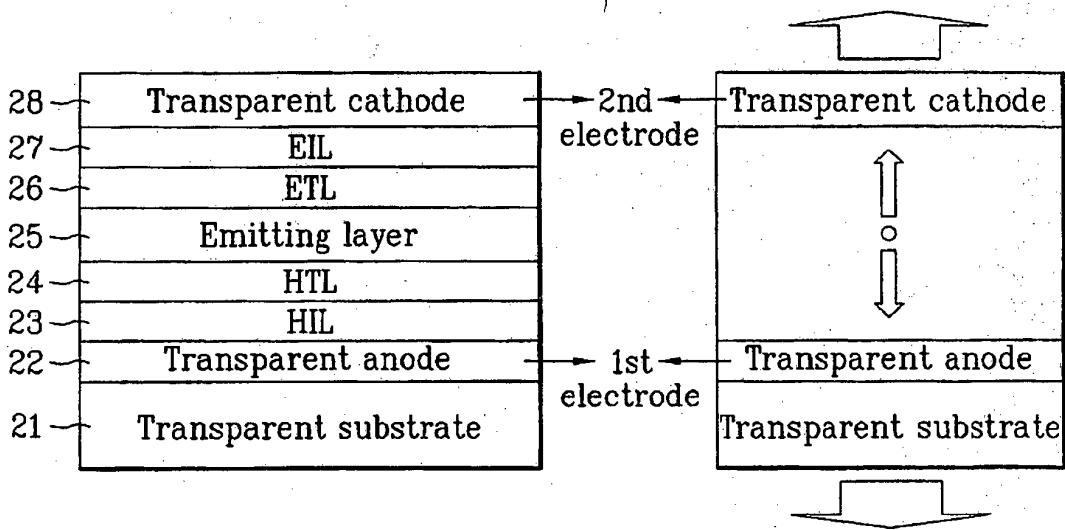 28 Transparent cathode
2nd electrode
Transparent cathode
27 EIL
26 ETL
25 Emitting layer
24 HTL
23 HIL
22 Transparent anode
1st electrode
Transparent anode
21 Transparent substrate
Transparent substrate